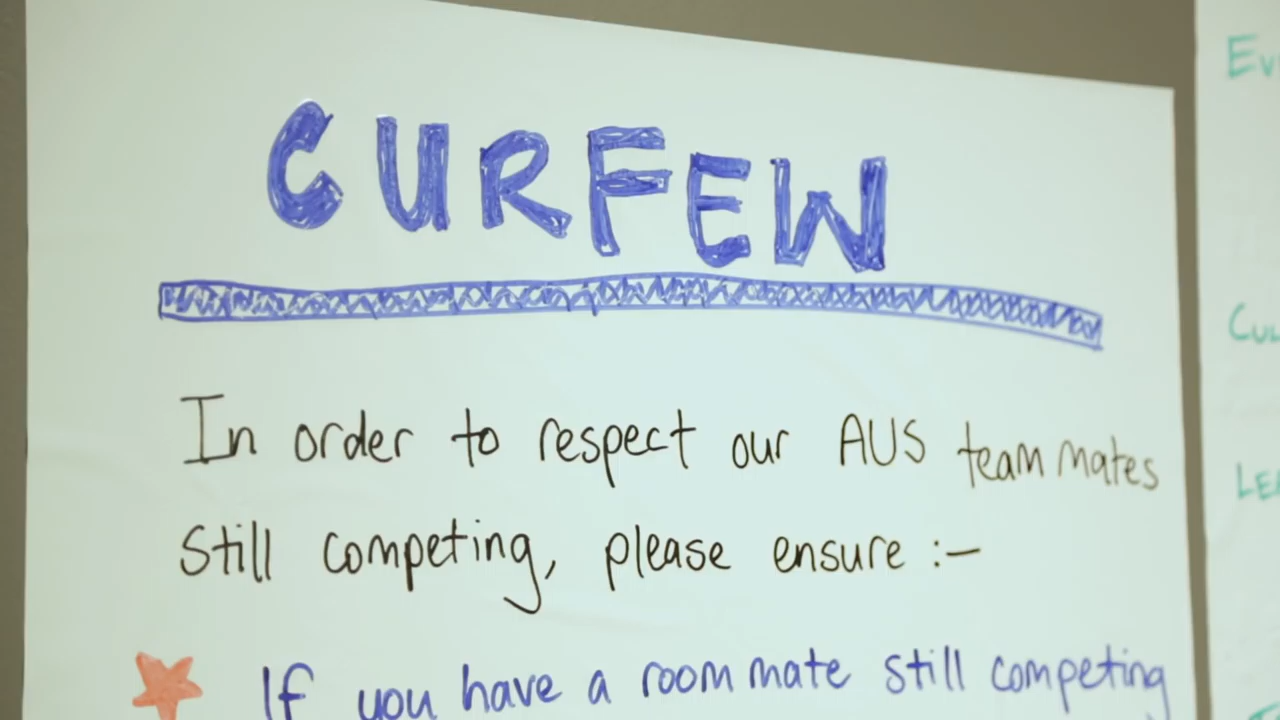 CURFEW
In order to respect our AUS team mates
still competing, please ensure :-
If you have a room mate still competing